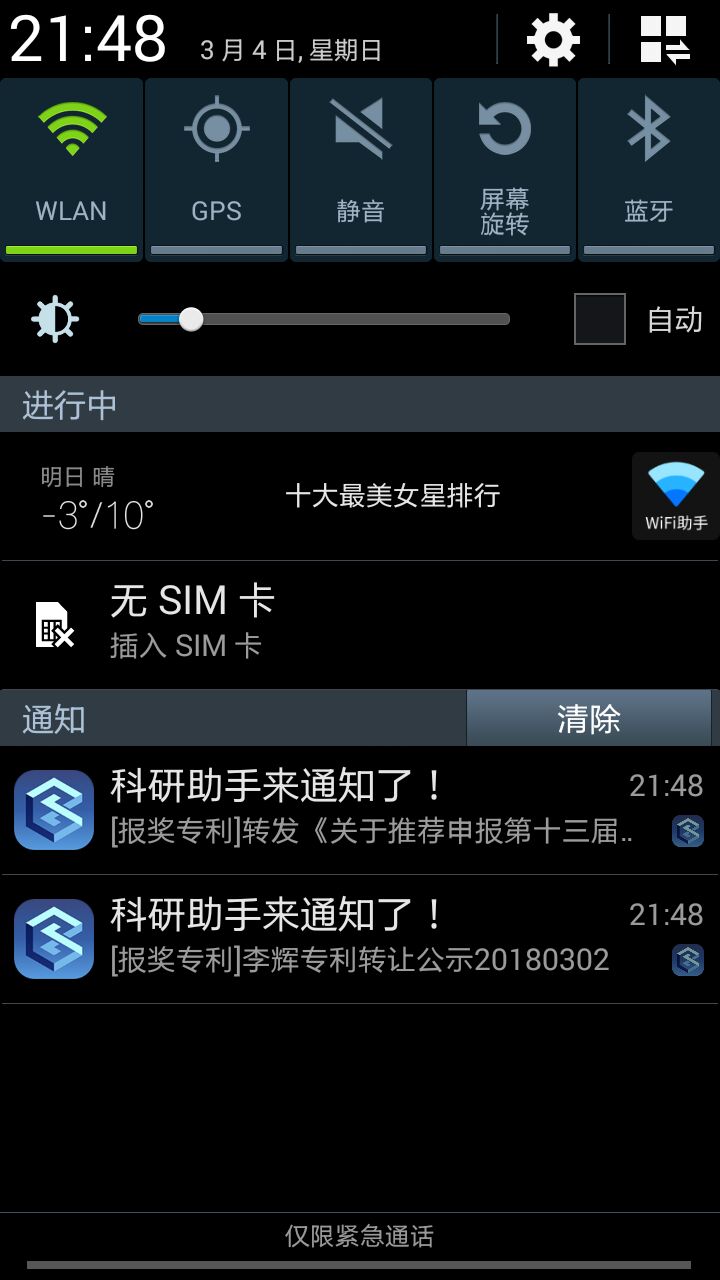 21:48 3 月 4 日, 星期日
WLAN GPS 静音 屏幕旋转 蓝牙
自动
进行中
明日 晴
-3°/10°
十大最美女星排行
WiFi助手
无 SIM 卡
插入 SIM 卡
通知 清除
科研助手来通知了！ 21:48
[报奖专利]转发《关于推荐申报第十三届..
科研助手来通知了！ 21:48
[报奖专利]李辉专利转让公示20180302
仅限紧急通话